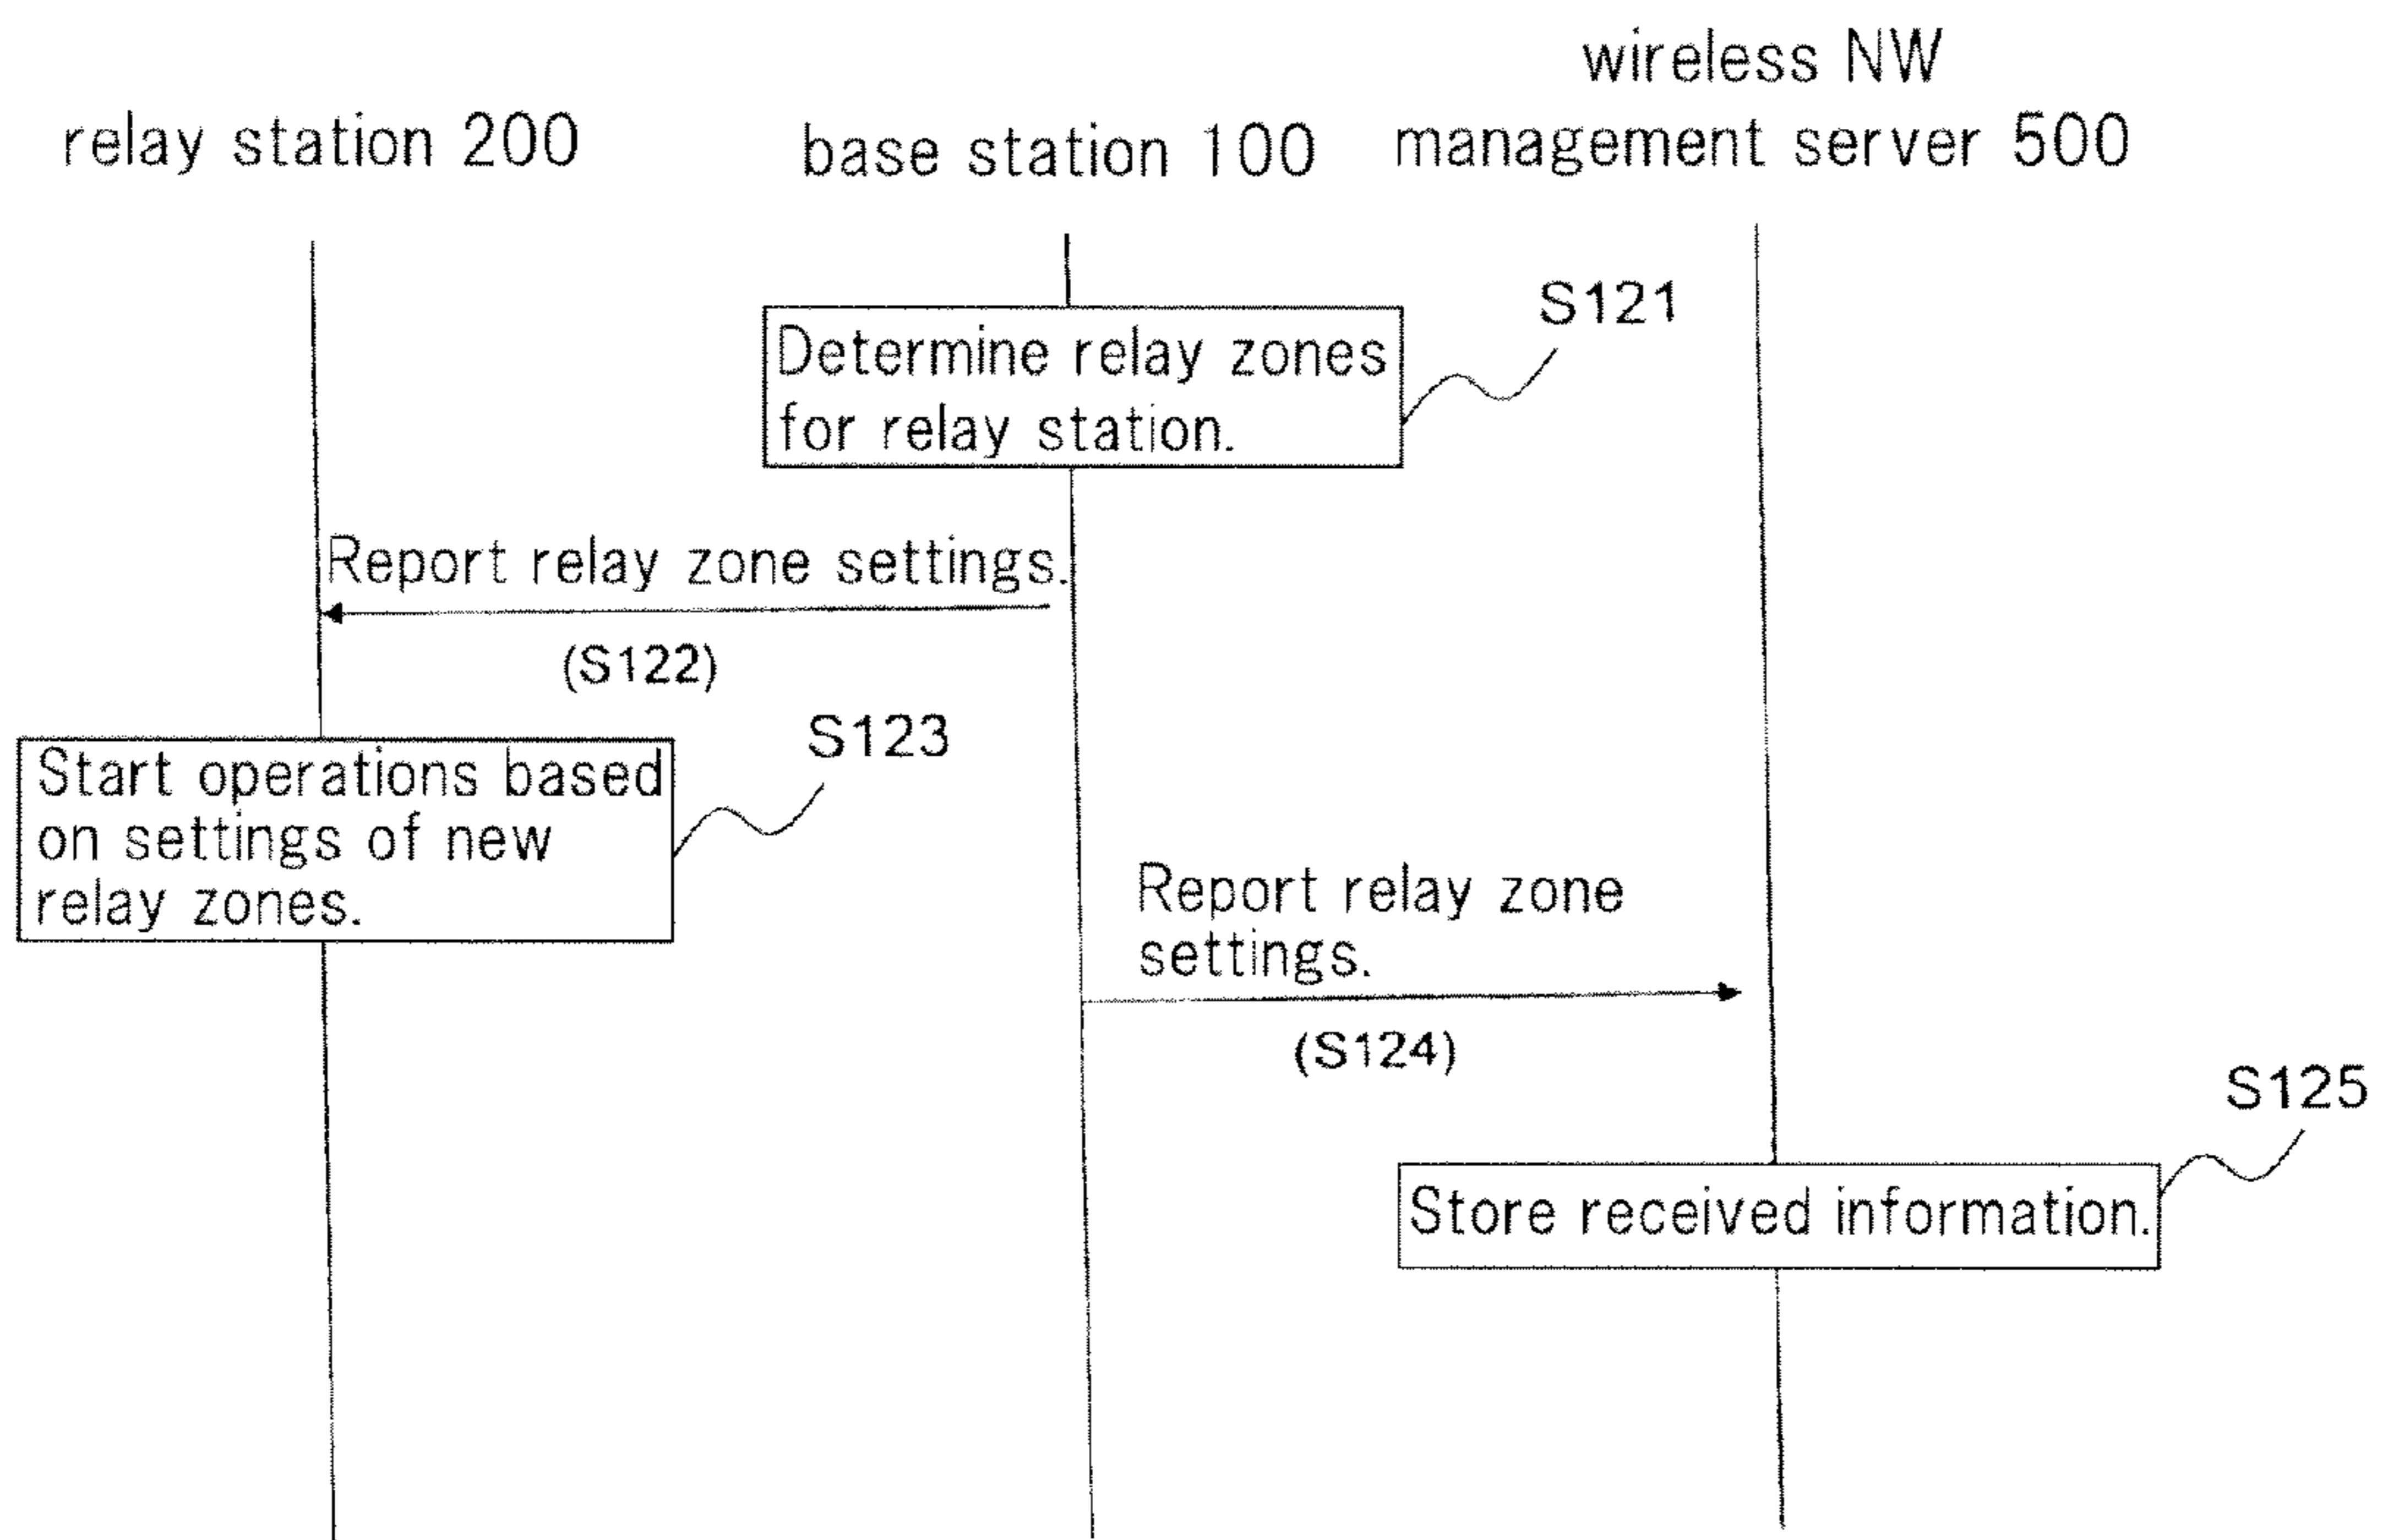 wireless NW
relay station 200
base station 100
management server 500
S121
Determine relay zones
for relay station.
Report relay zone settings.
(S122)
S123
Start operations based
on settings of new
relay zones.
Report relay zone
settings.
(S124)
S125
Store received information.